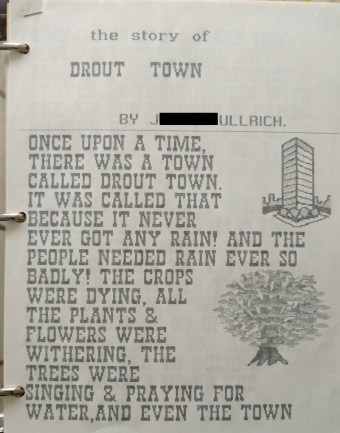 the story of
DROUT TOWN
BY J ULLRICH.
ONCE UPON A TIME,
THERE WAS A TOWN
CALLED DROUT TOWN.
IT WAS CALLED THAT
BECAUSE IT NEVER
EVER GOT ANY RAIN! AND THE
PEOPLE NEEDED RAIN EVER SO
BADLY! THE CROPS
WERE DYING, ALL
THE PLANTS &
FLOWERS WERE
WITHERING, THE
TREES WERE
SINGING & PRAYING FOR
WATER,AND EVEN THE TOWN